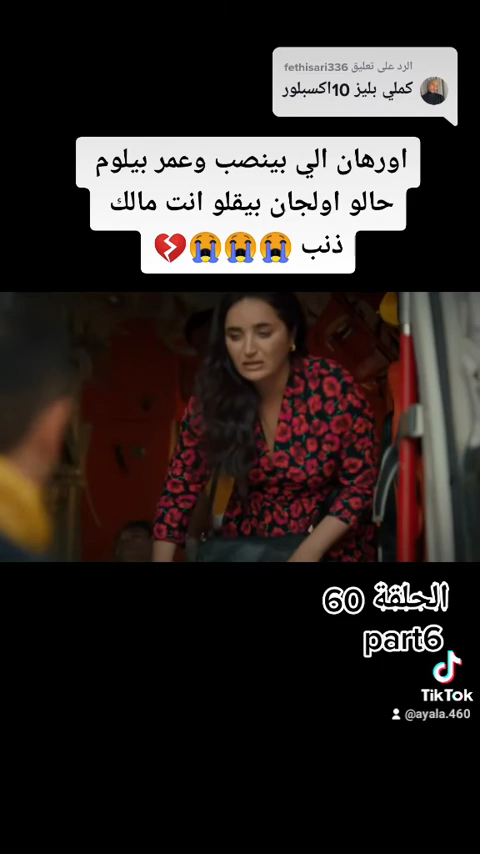 الرد على تعليق fethisari336
كملي بليز 10اكسبلور
اورهان الي بينصب وعمر بيلوم
حالو اولجان بيقلو انت مالك
ذنب 😭😭😭💔
الحلقة 60
part6
TikTok
@ayala.460